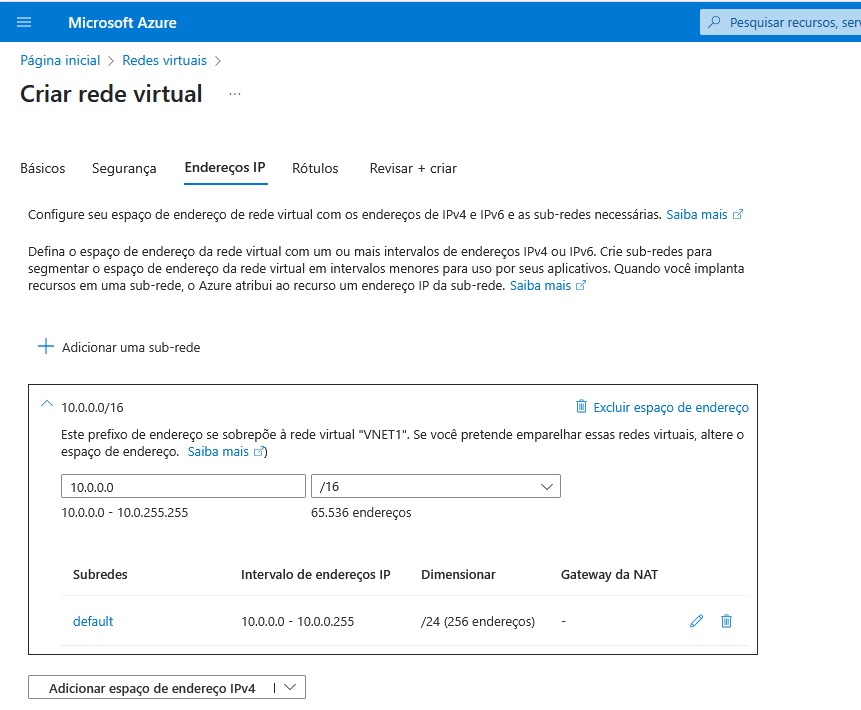 Microsoft Azure
Pesquisar recursos, ser
Página inicial > Redes virtuais >
Criar rede virtual ...
Básicos Segurança Endereços IP Rótulos Revisar + criar
Configure seu espaço de endereço de rede virtual com os endereços de IPv4 e IPv6 e as sub-redes necessárias. Saiba mais
Defina o espaço de endereço da rede virtual com um ou mais intervalos de endereços IPv4 ou IPv6. Crie sub-redes para
segmentar o espaço de endereço da rede virtual em intervalos menores para uso por seus aplicativos. Quando você implanta
recursos em uma sub-rede, o Azure atribui ao recurso um endereço IP da sub-rede. Saiba mais
Adicionar uma sub-rede
10.0.0.0/16 Excluir espaço de endereço
Este prefixo de endereço se sobrepõe à rede virtual "VNET1". Se você pretende emparelhar essas redes virtuais, altere o
espaço de endereço. Saiba mais )
10.0.0.0 /16
10.0.0.0 - 10.0.255.255 65.536 endereços
Subredes Intervalo de endereços IP Dimensionar Gateway da NAT
default 10.0.0.0 - 10.0.0.255 /24 (256 endereços) -
Adicionar espaço de endereço IPv4 |